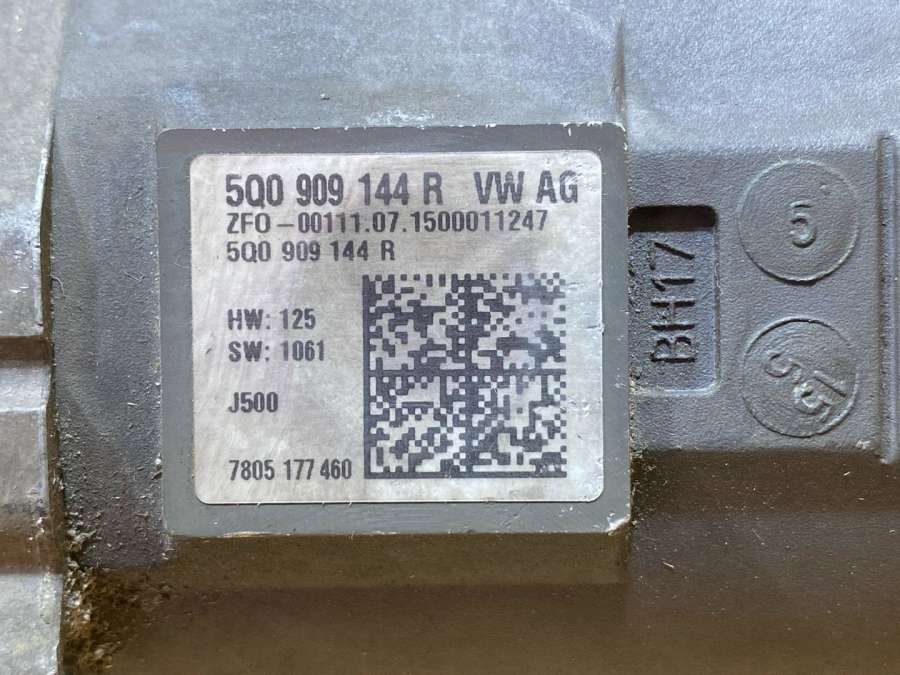 5Q0 909 144 R VW AG
ZFO-00111.07.1500011247
5Q0 909 144 R
HW: 125
SW: 1061
J500
7805 177 460
BH17
5